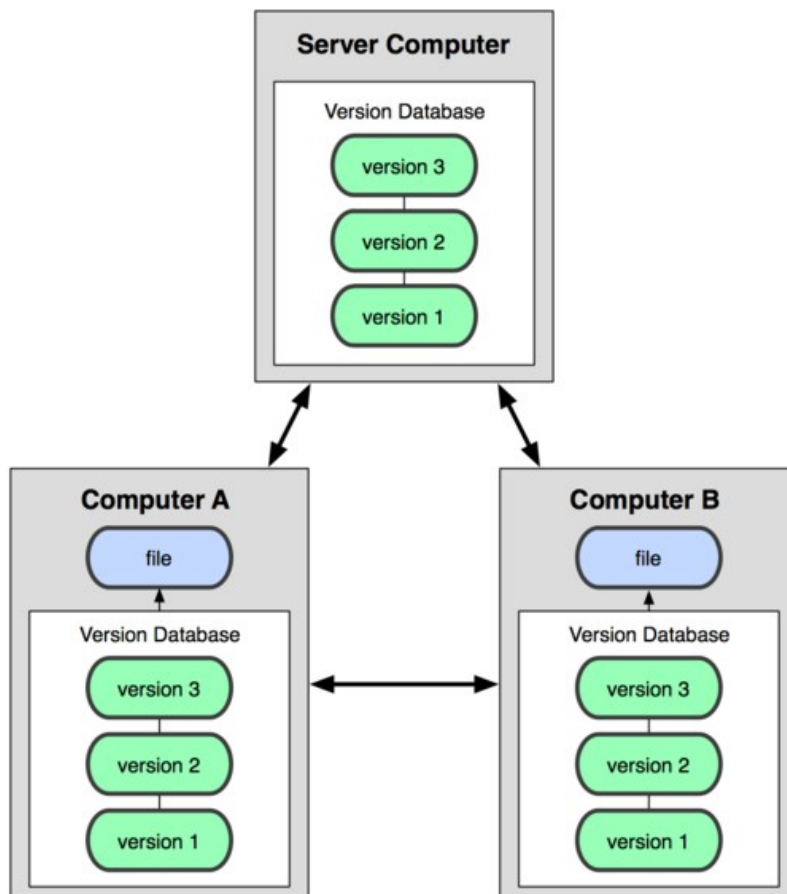 Server Computer
Version Database
version 3
version 2
version 1
Computer A
file
Version Database
version 3
version 2
version 1
Computer B
file
Version Database
version 3
version 2
version 1